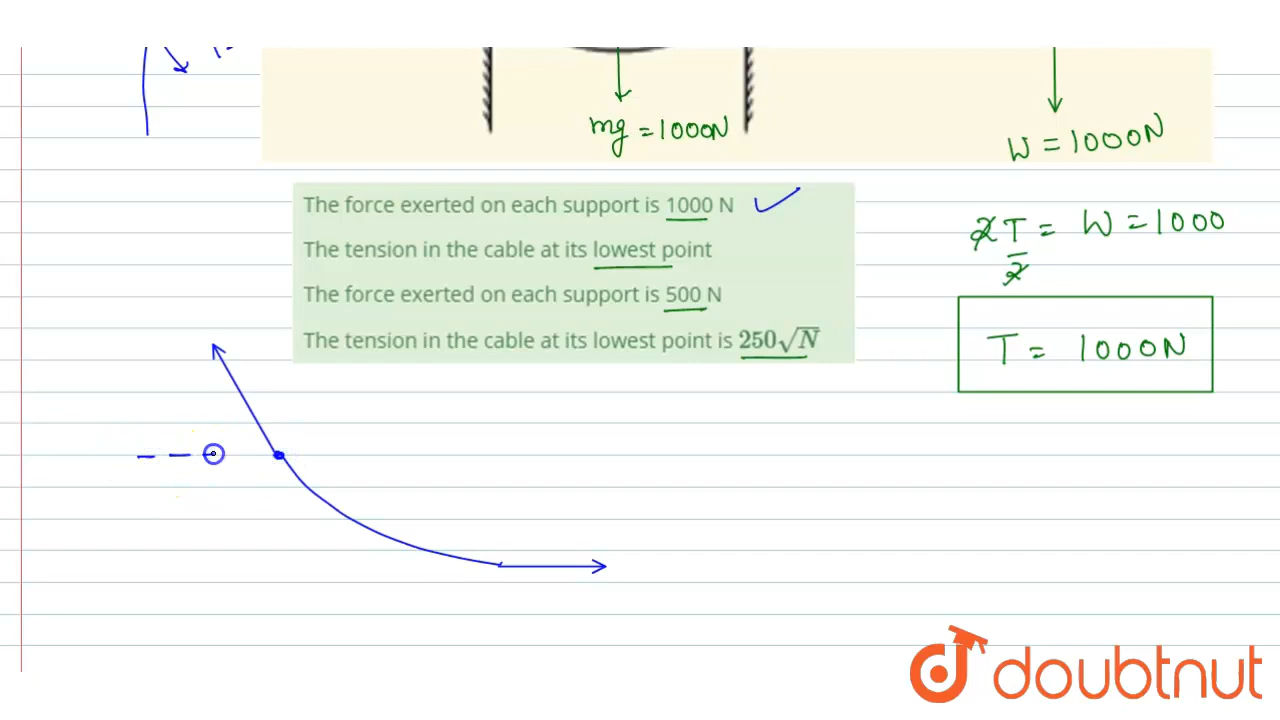 mg = 1000N
W = 1000N
The force exerted on each support is 1000 N
The tension in the cable at its lowest point
The force exerted on each support is 500 N
The tension in the cable at its lowest point is 250√N
2 T/2 = W = 1000
T = 1000N
doubtnut